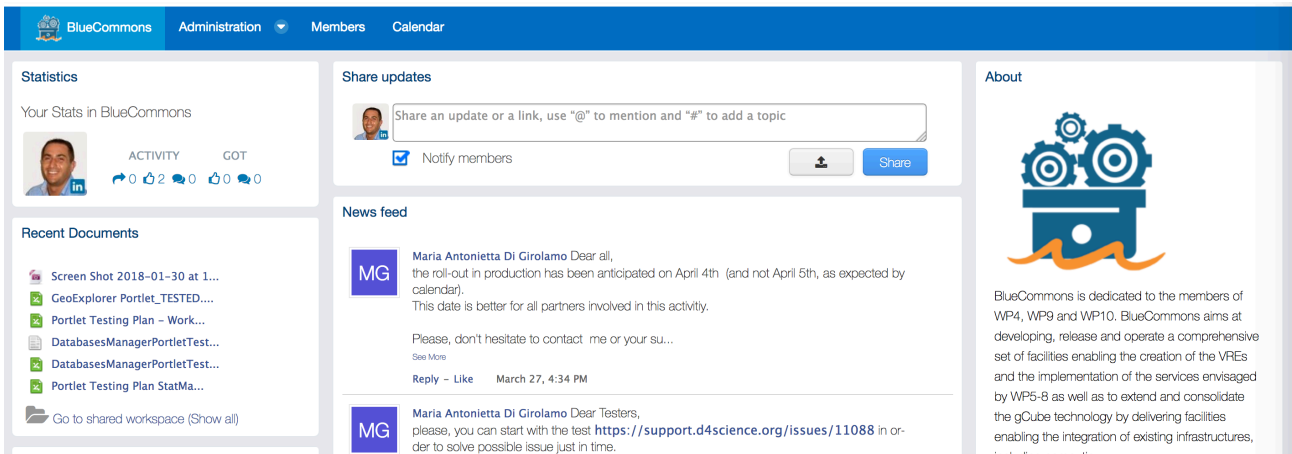 BlueCommons Administration Members Calendar
Statistics
Your Stats in BlueCommons
ACTIVITY GOT
0 2 0 0 0
in
Recent Documents
Screen Shot 2018-01-30 at 1...
GeoExplorer Portlet_TESTED....
Portlet Testing Plan - Work...
DatabasesManagerPortletTest...
DatabasesManagerPortletTest...
Portlet Testing Plan StatMa...
Go to shared workspace (Show all)
Share updates
in
Share an update or a link, use "@" to mention and "#" to add a topic
Notify members
Share
News feed
MG
Maria Antonietta Di Girolamo Dear all,
the roll-out in production has been anticipated on April 4th (and not April 5th, as expected by
calendar).
This date is better for all partners involved in this activitiy.
Please, don't hesitate to contact me or your su...
See More
Reply - Like March 27, 4:34 PM
MG
Maria Antonietta Di Girolamo Dear Testers,
please, you can start with the test https://support.d4science.org/issues/11088 in or-
der to solve possible issue just in time.
About
BlueCommons is dedicated to the members of
WP4, WP9 and WP10. BlueCommons aims at
developing, release and operate a comprehensive
set of facilities enabling the creation of the VREs
and the implementation of the services envisaged
by WP5-8 as well as to extend and consolidate
the gCube technology by delivering facilities
enabling the integration of existing infrastructures,